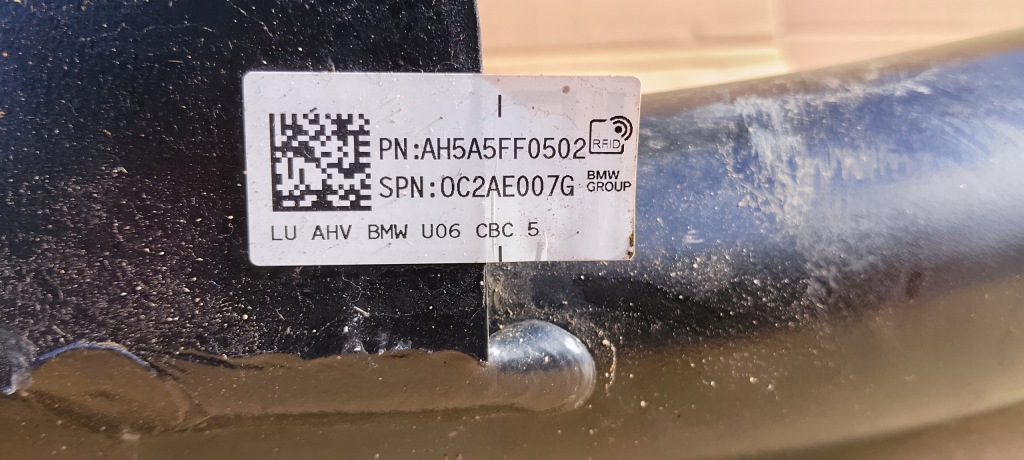 PN:AH5A5FF0502
RFID
SPN:0C2AE007G
BMW
GROUP
LU AHV BMW U06 CBC 5